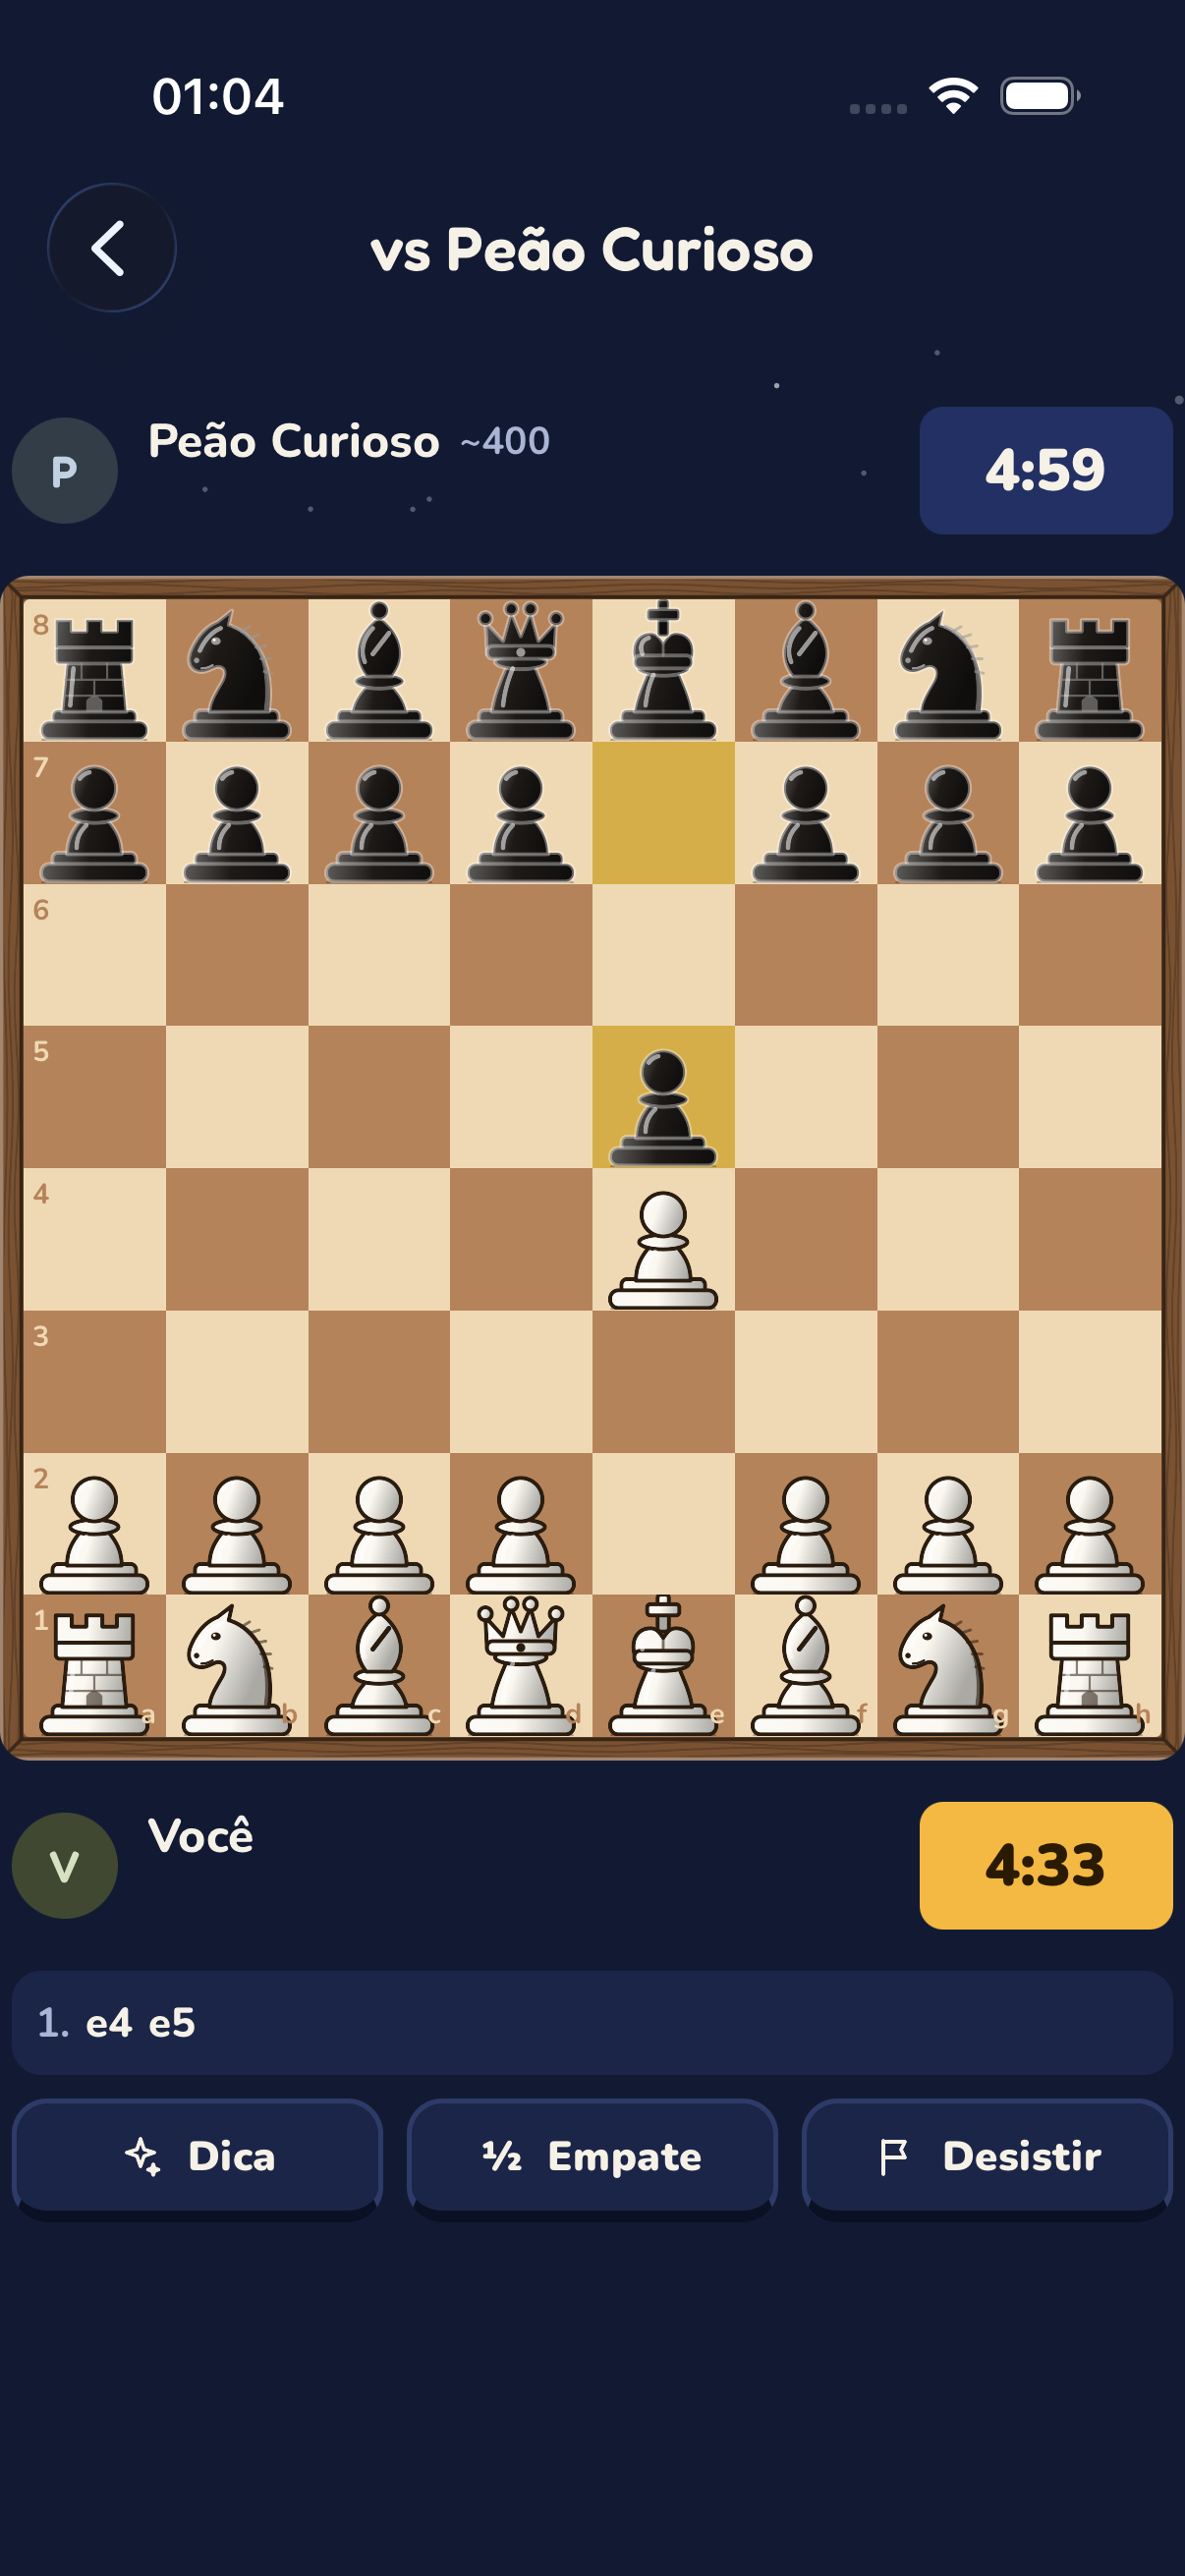 01:04
vs Peão Curioso
P
Peão Curioso ~400
4:59
8
7
6
5
4
3
2
1
a b c d e f g h
V
Você
4:33
1. e4 e5
Dica
½ Empate
Desistir